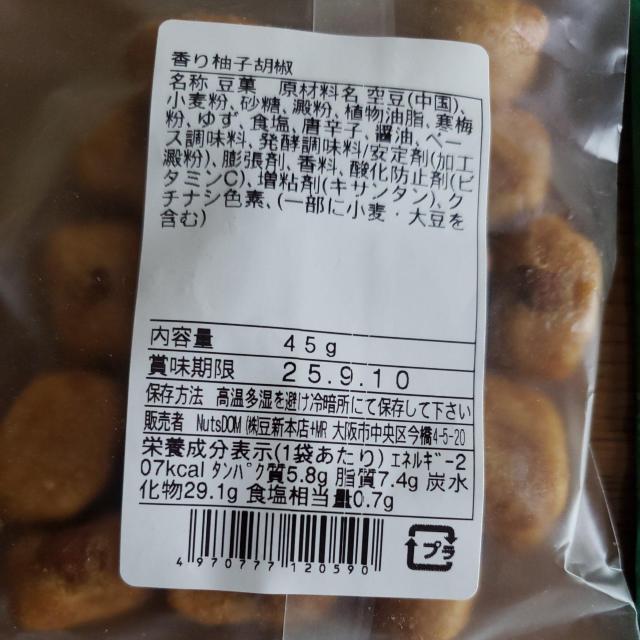 香り柚子胡椒
名称 豆菓　原材料名 空豆(中国)、
小麦粉、砂糖、澱粉、植物油脂、寒梅
粉、ゆず、食塩、唐辛子、醤油、ペー
スト調味料、発酵調味料/安定剤(加工
澱粉)、膨張剤、香料、酸化防止剤(ビ
タミンC)、増粘剤(キサンタン)、ク
チナシ色素、(一部に小麦・大豆を
含む)
内容量 45g
賞味期限 25.9.10
保存方法 高温多湿を避け冷暗所にて保存して下さい
販売者 NutsDOM ㈱豆新本店+MR 大阪市中央区今橋4-5-20
栄養成分表示(1袋あたり) ｴﾈﾙｷﾞｰ2
07kcal ﾀﾝﾊﾟｸ質5.8g 脂質7.4g 炭水
化物29.1g 食塩相当量0.7g
4970777120590
プラ